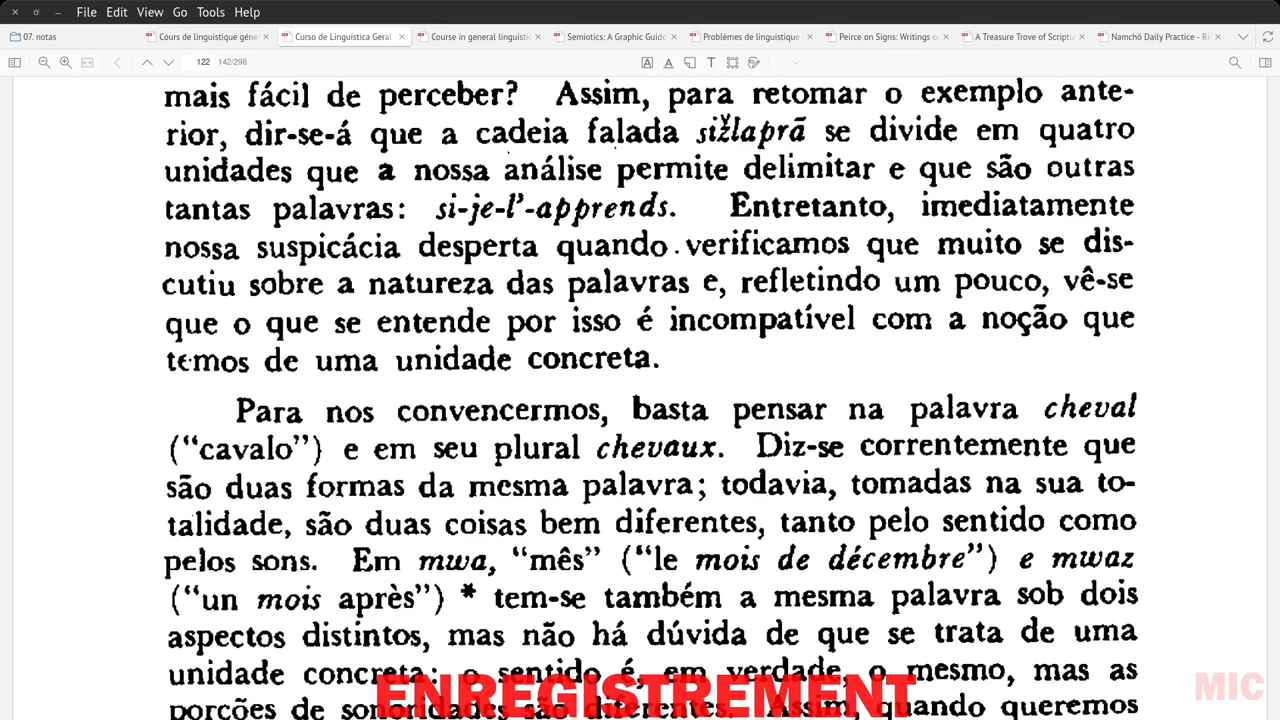 File Edit View Go Tools Help
07. notas
Cours de linguistique géné
Curso de Linguística Geral
Course in general linguisti
Semiotics: A Graphic Guide
Problèmes de linguistique
Peirce on Signs: Writings o
A Treasure Trove of Scriptu
Namchö Daily Practice - Ri
122 142/298
mais fácil de perceber? Assim, para retomar o exemplo ante-
rior, dir-se-á que a cadeia falada sižlaprã se divide em quatro
unidades que a nossa análise permite delimitar e que são outras
tantas palavras: si-je-l’-apprends. Entretanto, imediatamente
nossa suspicácia desperta quando verificamos que muito se dis-
cutiu sobre a natureza das palavras e, refletindo um pouco, vê-se
que o que se entende por isso é incompatível com a noção que
temos de uma unidade concreta.
Para nos convencermos, basta pensar na palavra cheval
(“cavalo”) e em seu plural chevaux. Diz-se correntemente que
são duas formas da mesma palavra; todavia, tomadas na sua to-
talidade, são duas coisas bem diferentes, tanto pelo sentido como
pelos sons. Em mwa, “mês” (“le mois de décembre”) e mwaz
(“un mois après”) * tem-se também a mesma palavra sob dois
aspectos distintos, mas não há dúvida de que se trata de uma
unidade concreta: o sentido é, em verdade, o mesmo, mas as
porções de sonoridades são diferentes. Assim, quando queremos
ENREGISTREMENT
MIC